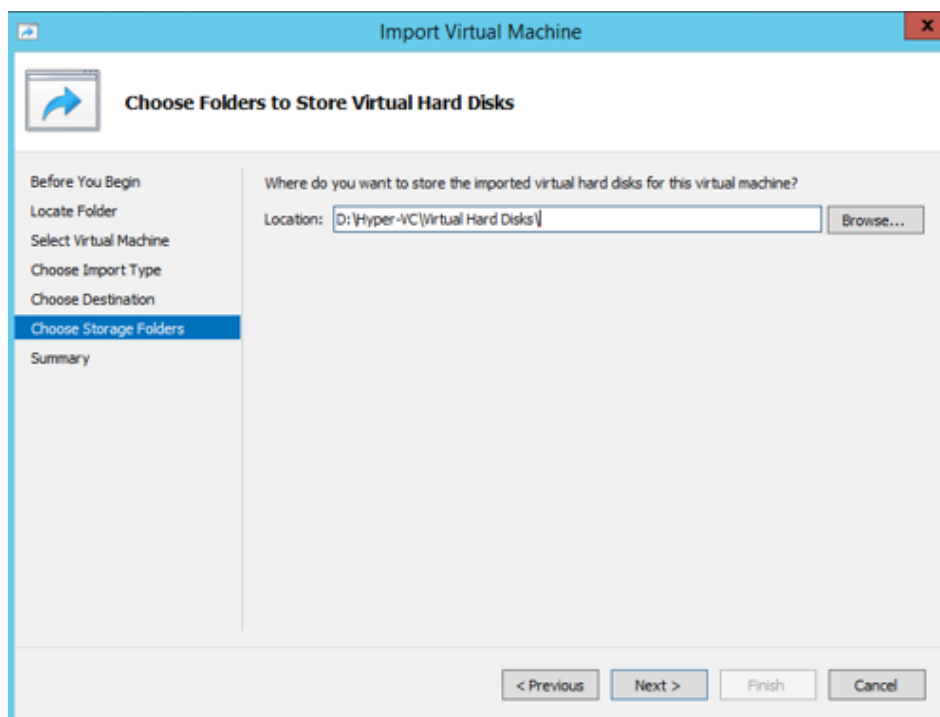 Import Virtual Machine
x
Choose Folders to Store Virtual Hard Disks
Before You Begin
Locate Folder
Select Virtual Machine
Choose Import Type
Choose Destination
Choose Storage Folders
Summary
Where do you want to store the imported virtual hard disks for this virtual machine?
Location: D:\Hyper-VC\Virtual Hard Disks\ Browse...
< Previous Next > Finish Cancel